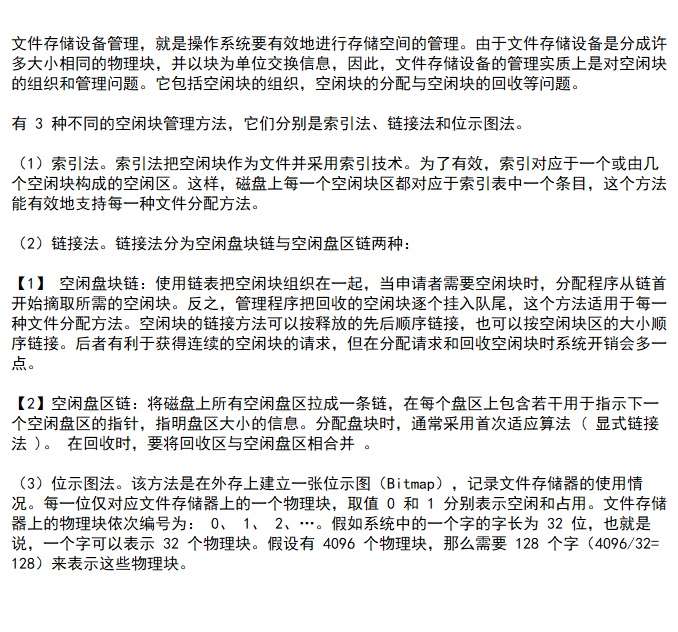 文件存储设备管理，就是操作系统要有效地进行存储空间的管理。由于文件存储设备是分成许
多大小相同的物理块，并以块为单位交换信息，因此，文件存储设备的管理实质上是对空闲块
的组织和管理问题。它包括空闲块的组织，空闲块的分配与空闲块的回收等问题。
有 3 种不同的空闲块管理方法，它们分别是索引法、链接法和位示图法。
（1）索引法。索引法把空闲块作为文件并采用索引技术。为了有效，索引对应于一个或由几
个空闲块构成的空闲区。这样，磁盘上每一个空闲块区都对应于索引表中一个条目，这个方法
能有效地支持每一种文件分配方法。
（2）链接法。链接法分为空闲盘块链与空闲盘区链两种：
【1】 空闲盘块链：使用链表把空闲块组织在一起，当申请者需要空闲块时，分配程序从链首
开始摘取所需的空闲块。反之，管理程序把回收的空闲块逐个挂入队尾，这个方法适用于每一
种文件分配方法。空闲块的链接方法可以按释放的先后顺序链接，也可以按空闲块区的大小顺
序链接。后者有利于获得连续的空闲块的请求，但在分配请求和回收空闲块时系统开销会多一
点。
【2】空闲盘区链：将磁盘上所有空闲盘区拉成一条链，在每个盘区上包含若干用于指示下一
个空闲盘区的指针，指明盘区大小的信息。分配盘块时，通常采用首次适应算法（ 显式链接
法 ）。 在回收时，要将回收区与空闲盘区相合并 。
（3）位示图法。该方法是在外存上建立一张位示图（Bitmap），记录文件存储器的使用情
况。每一位仅对应文件存储器上的一个物理块，取值 0 和 1 分别表示空闲和占用。文件存储
器上的物理块依次编号为： 0、 1、 2、…。假如系统中的一个字的字长为 32 位，也就是
说，一个字可以表示 32 个物理块。假设有 4096 个物理块，那么需要 128 个字（4096/32=
128）来表示这些物理块。